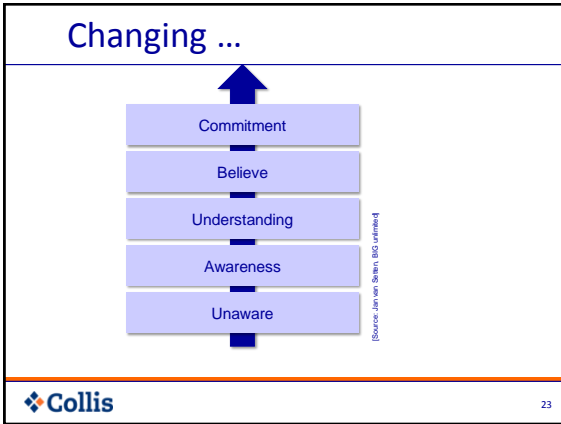 Changing ...
Commitment
Believe
Understanding
Awareness
Unaware
[Source: Jan van Setten, BIG unlimited]
Collis
23